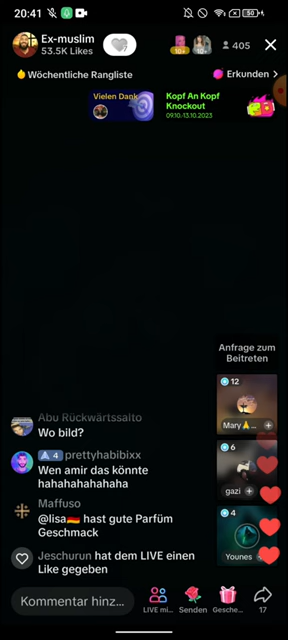 20:41
Ex-muslim
53.5K Likes
10+
10+
405
Wöchentliche Rangliste
Erkunden >
Vielen Dank
Kopf An Kopf
Knockout
09.10.-13.10.2023
Anfrage zum
Beitreten
12
Mary🙏...
6
gazi
4
Younes
Abu Rückwärtssalto
Wo bild?
4 prettyhabibixx
Wen amir das könnte
hahahahahahaha
Maffuso
@lisa🇩🇪 hast gute Parfüm
Geschmack
Jeschurun hat dem LIVE einen
Like gegeben
Kommentar hinz...
LIVE mi...
Senden
Gesche...
17